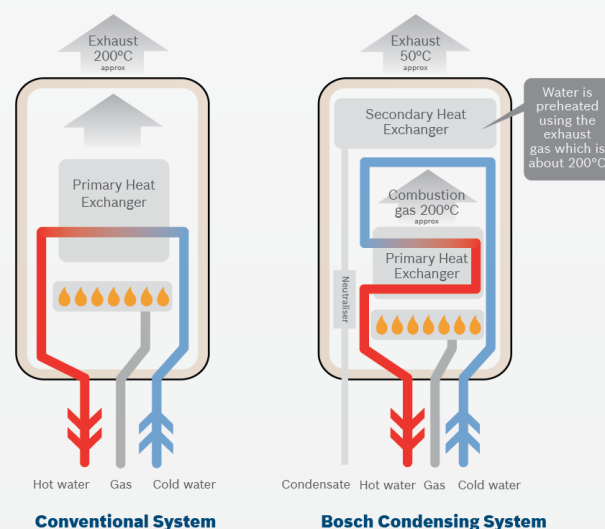 Exhaust
200°C
approx
Primary Heat
Exchanger
Hot water
Gas
Cold water
Conventional System
Exhaust
50°C
approx
Secondary Heat
Exchanger
Water is
preheated
using the
exhaust
gas which is
about 200°C
Combustion
gas 200°C
approx
Primary Heat
Exchanger
Neutraliser
Condensate
Hot water
Gas
Cold water
Bosch Condensing System